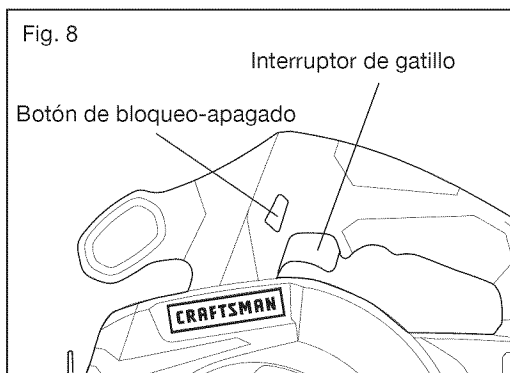 Fig. 8
Interruptor de gatillo
Botón de bloqueo-apagado
CRAFTSMAN